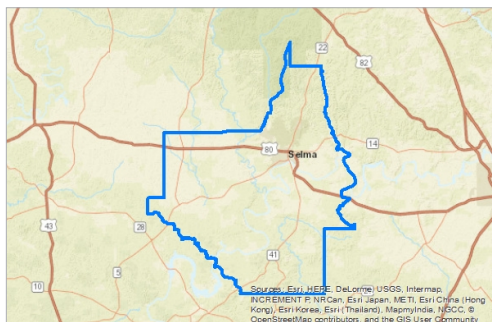 22
82
14
80
Selma
43
28
41
5
10
Sources: Esri, HERE, DeLorme, USGS, Intermap,
INCREMENT P, NRCan, Esri Japan, METI, Esri China (Hong
Kong), Esri Korea, Esri (Thailand), MapmyIndia, NGCC, ©
OpenStreetMap contributors, and the GIS User Community